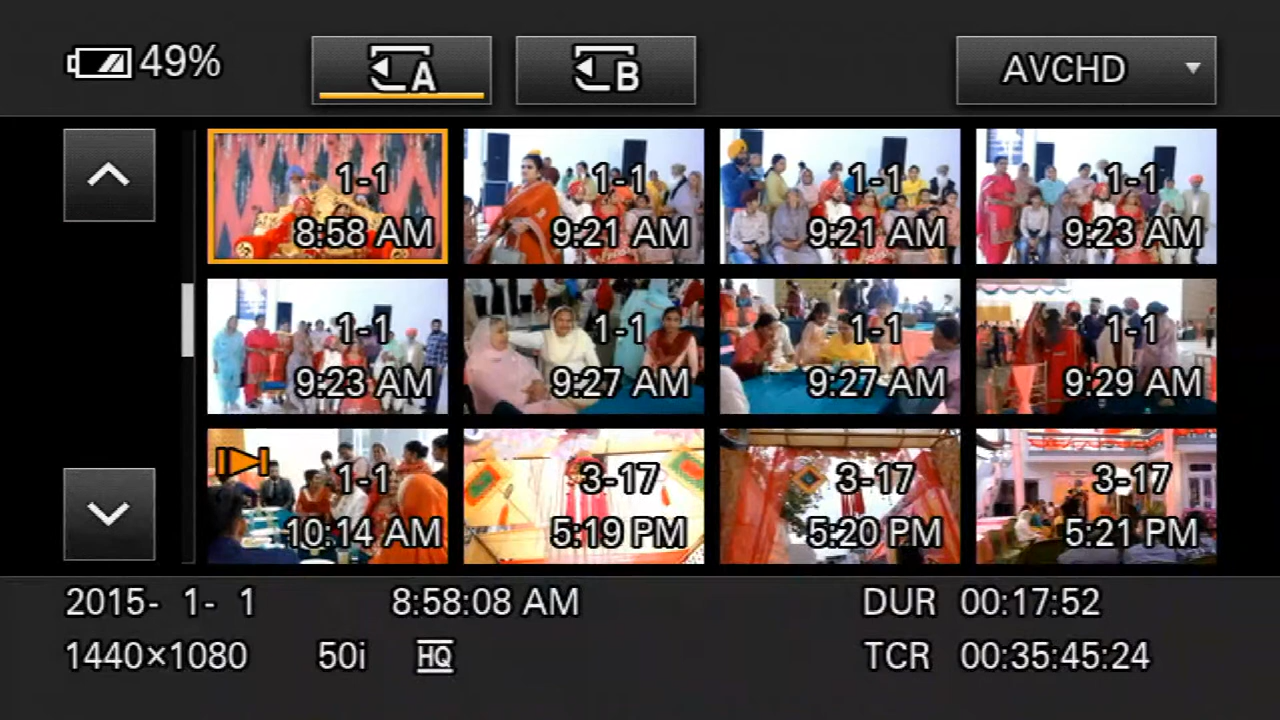 49%
A
B
AVCHD
1-1
8:58 AM
1-1
9:21 AM
1-1
9:21 AM
1-1
9:23 AM
1-1
9:23 AM
1-1
9:27 AM
1-1
9:27 AM
1-1
9:29 AM
1-1
10:14 AM
3-17
5:19 PM
3-17
5:20 PM
3-17
5:21 PM
2015- 1- 1 8:58:08 AM DUR 00:17:52
1440×1080 50i HQ TCR 00:35:45:24